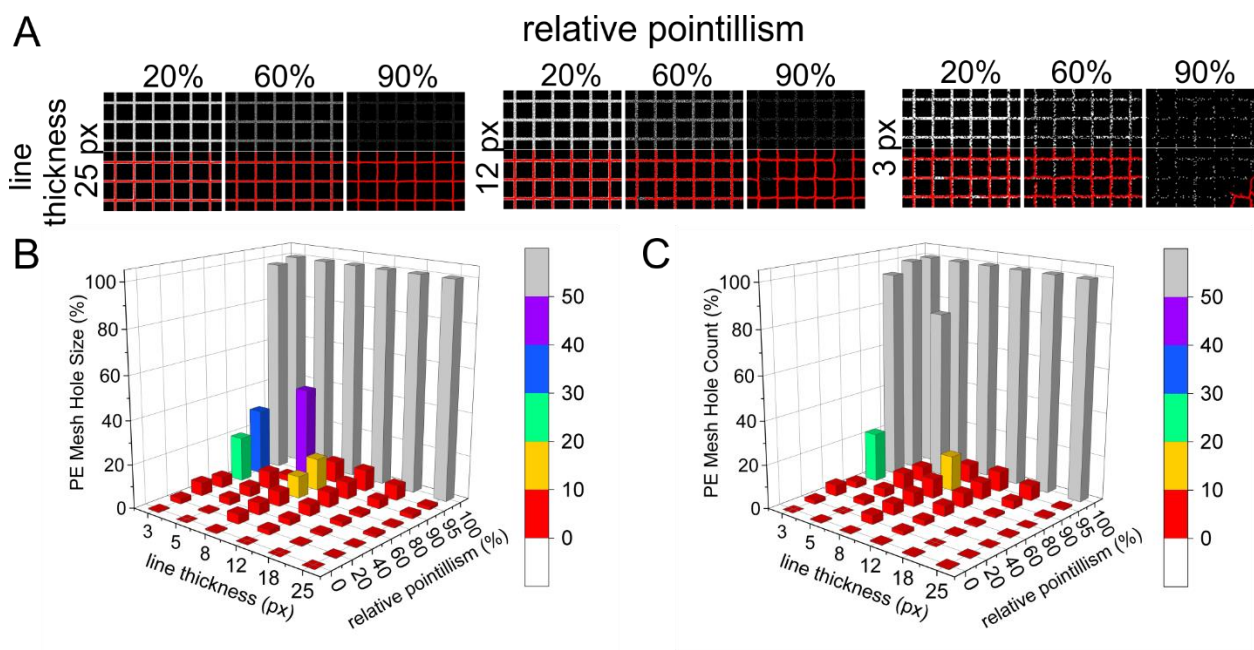 A
relative pointillism
20% 60% 90% 20% 60% 90% 20% 60% 90%
line
thickness
25 px
12 px
3 px
B
PE Mesh Hole Size (%)
100
80
60
40
20
0
3 5 8 12 18 25
line thickness (px)
0 20 40 60 80 80 90 95 100
relative pointillism (%)
50
40
30
20
10
0
C
PE Mesh Hole Count (%)
100
80
60
40
20
0
3 5 8 12 18 25
line thickness (px)
0 20 40 60 80 80 90 95 100
relative pointillism (%)
50
40
30
20
10
0